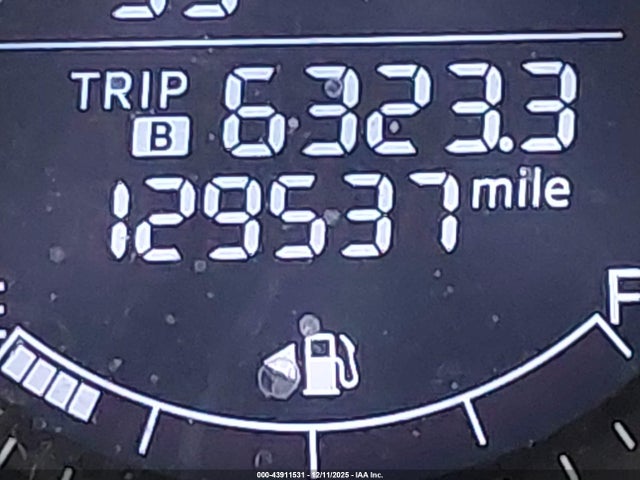 TRIP B 6323.3
129537 mile
F
000-43911531 - 12/11/2025 - IAA Inc.